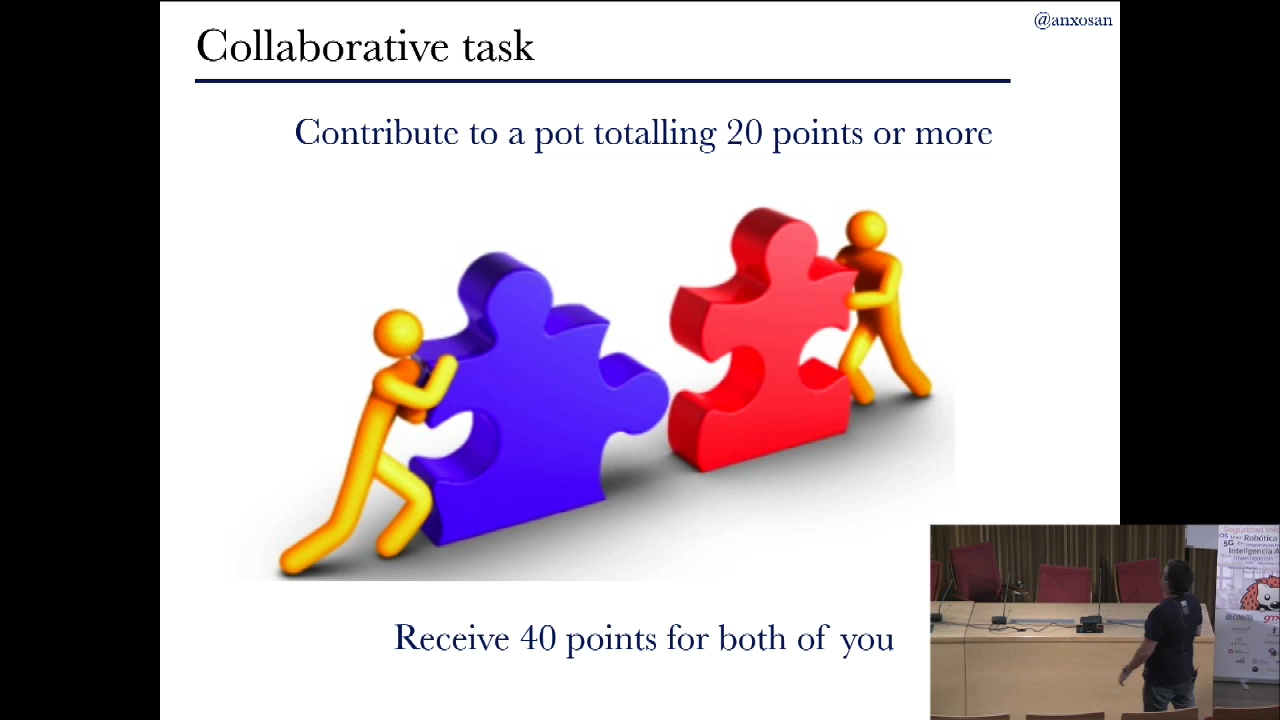 @anxosan
Collaborative task
Contribute to a pot totalling 20 points or more
Receive 40 points for both of you
Robótica
5G
Inteligencia A